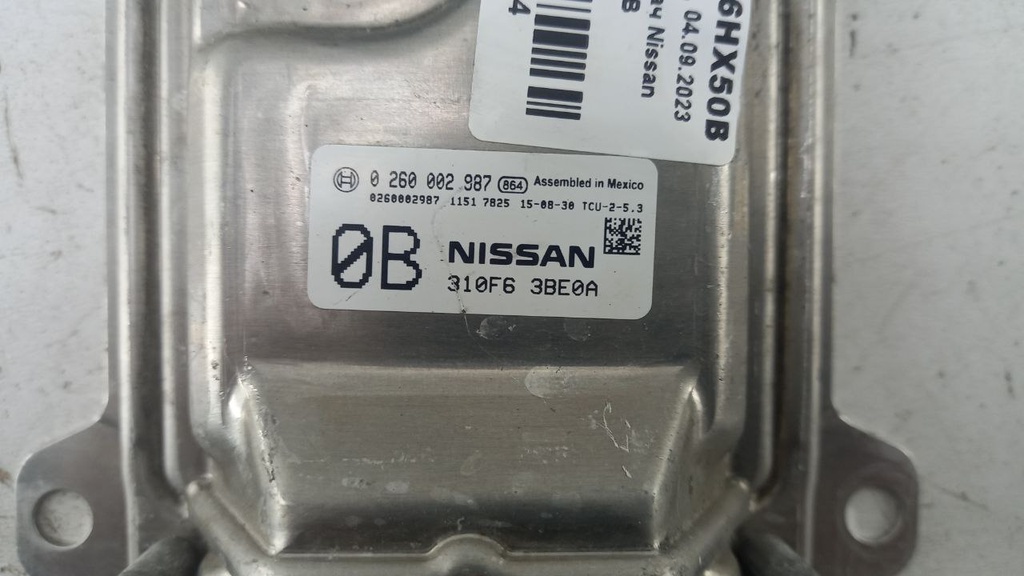 6HX50B
04.09.2023
Nissan
B
4
0 260 002 987 864 Assembled in Mexico
0260002987 1151 7825 15-08-30 TCU-2-5.3
0B NISSAN
310F6 3BE0A